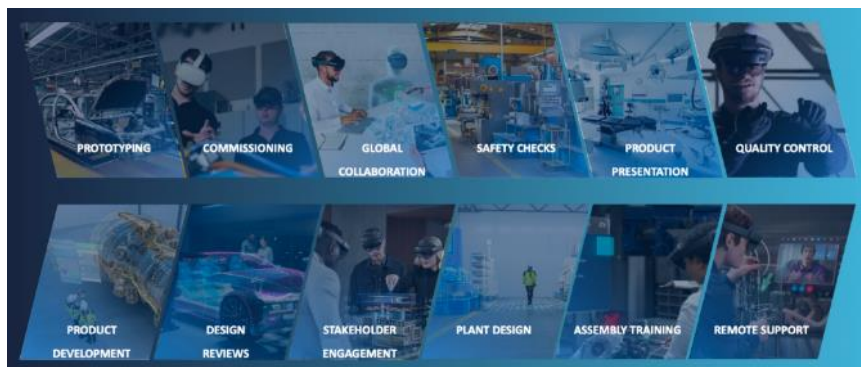 PROTOTYPING
COMMISSIONING
GLOBAL
COLLABORATION
SAFETY CHECKS
PRODUCT
PRESENTATION
QUALITY CONTROL
PRODUCT
DEVELOPMENT
DESIGN
REVIEWS
STAKEHOLDER
ENGAGEMENT
PLANT DESIGN
ASSEMBLY TRAINING
REMOTE SUPPORT